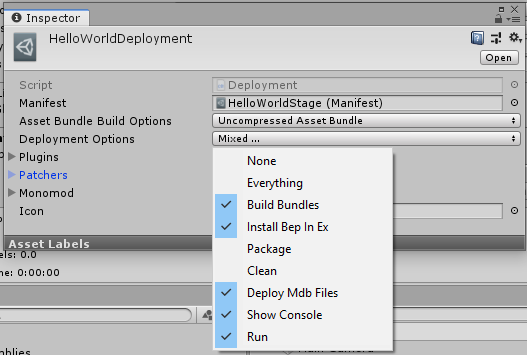 Inspector
HelloWorldDeployment
Open
Script Deployment
Manifest HelloWorldStage (Manifest)
Asset Bundle Build Options Uncompressed Asset Bundle
Deployment Options Mixed ...
Plugins
Patchers
Monomod
Icon
Asset Labels
None
Everything
Build Bundles
Install Bep In Ex
Package
Clean
Deploy Mdb Files
Show Console
Run
els: 0.0
me: 0:00:00
mblies